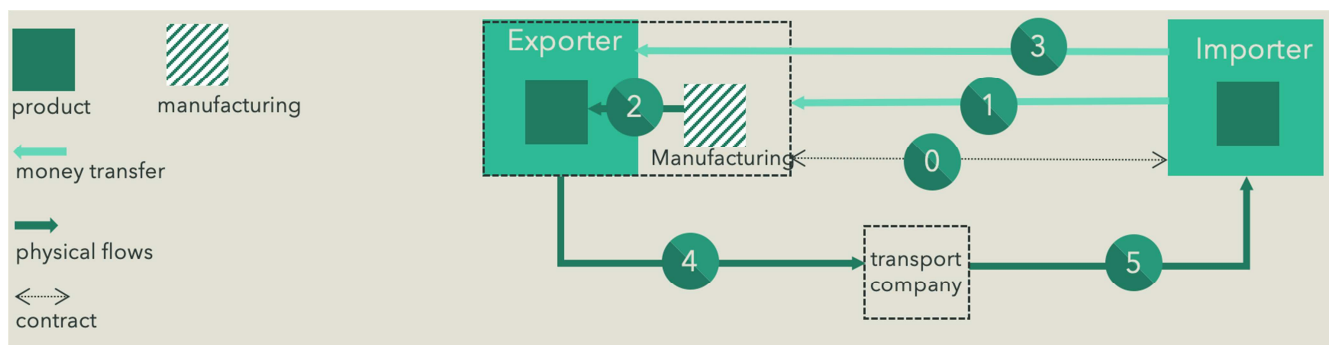 product
manufacturing
money transfer
physical flows
contract
Exporter
3
Importer
2
1
Manufacturing
0
4
transport
company
5